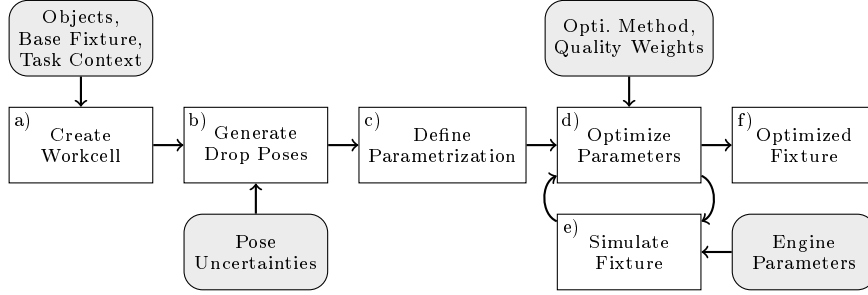 Objects,
Base Fixture,
Task Context
Opti. Method,
Quality Weights
a)
Create
Workcell
b)
Generate
Drop Poses
c)
Define
Parametrization
d)
Optimize
Parameters
f)
Optimized
Fixture
Pose
Uncertainties
e)
Simulate
Fixture
Engine
Parameters